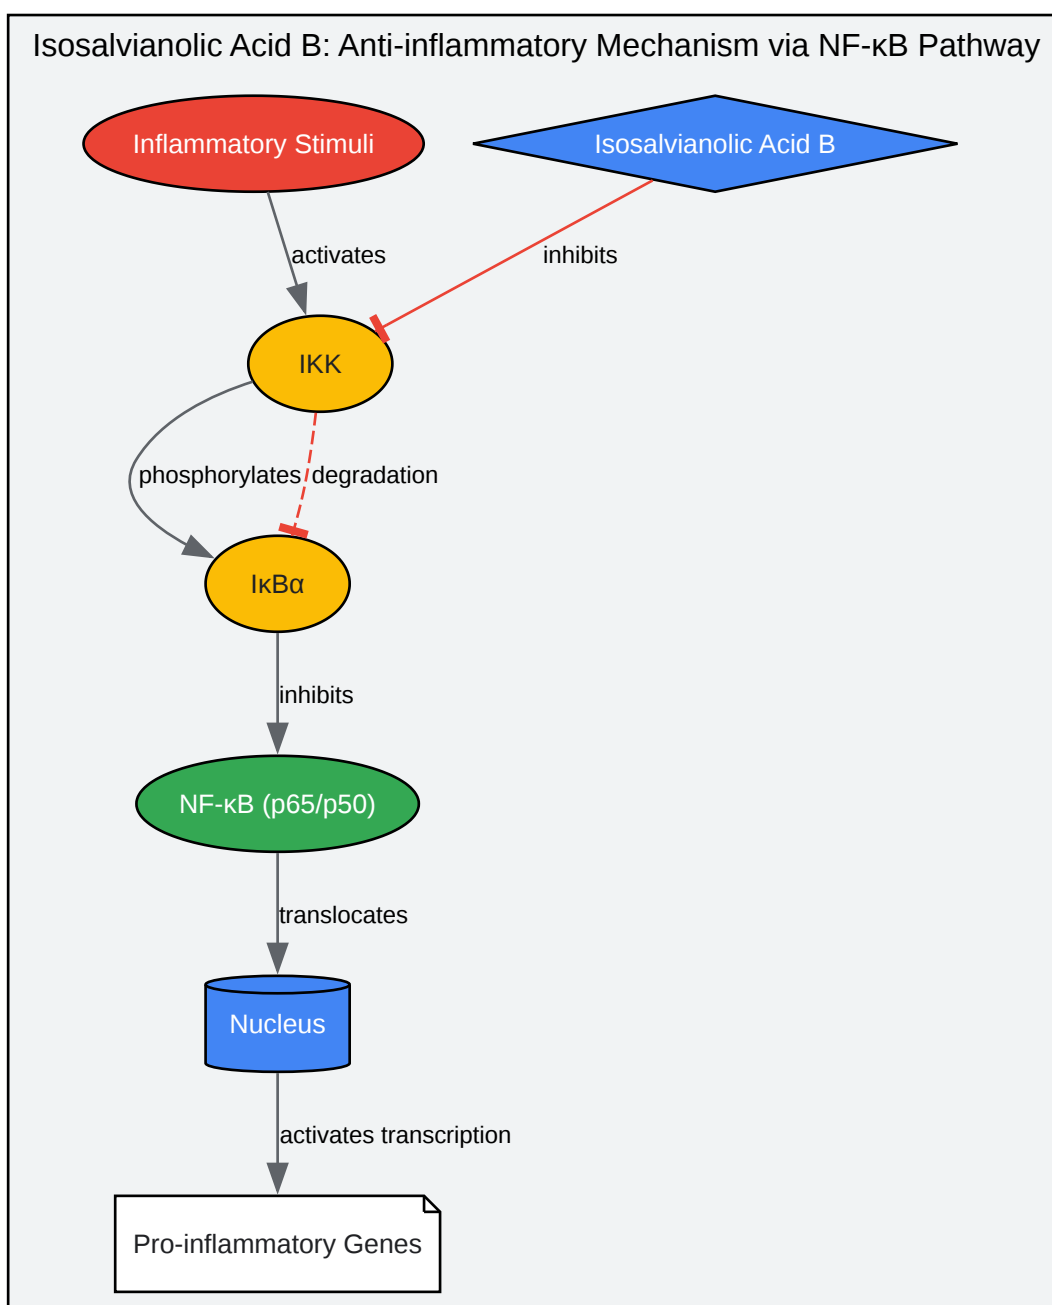 Isosalvianolic Acid B: Anti-inflammatory Mechanism via NF-κB Pathway
Inflammatory Stimuli
Isosalvianolic Acid B
activates
inhibits
IKK
phosphorylates
degradation
IκBα
inhibits
NF-κB (p65/p50)
translocates
Nucleus
activates transcription
Pro-inflammatory Genes